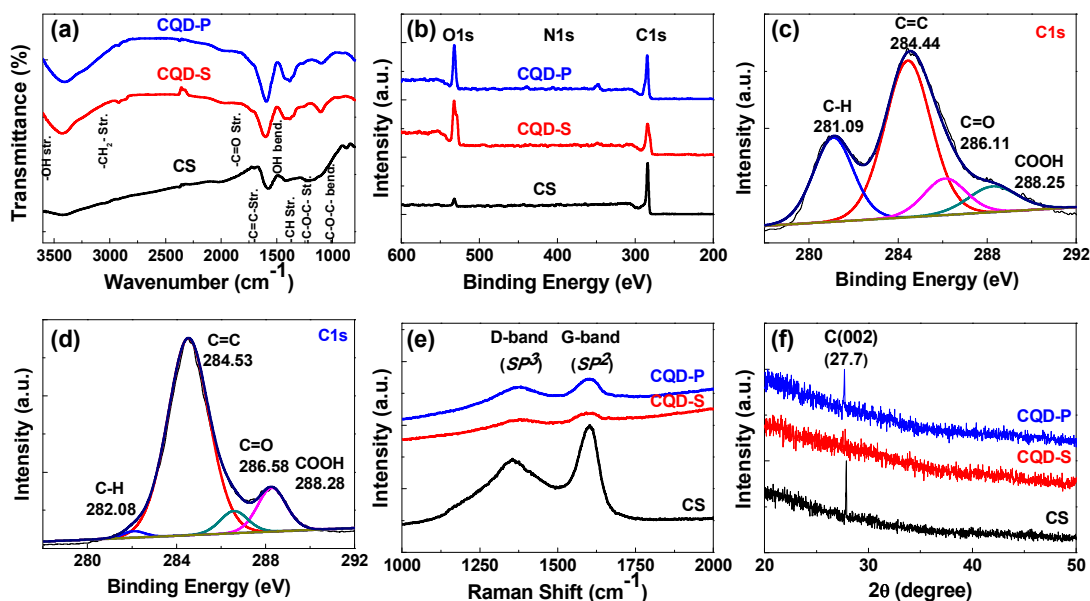 (a)
CQD-P
CQD-S
CS
-OH str.
-CH2- Str.
-C=O Str.
-C=C-Str.
OH bend.
-CH Str.
-C-O-C- Str.
-C-O-C- bend.
Transmittance (%)
3500 3000 2500 2000 1500 1000
Wavenumber (cm-1)
(b)
O1s N1s C1s
CQD-P
CQD-S
CS
Intensity (a.u.)
600 500 400 300 200
Binding Energy (eV)
(c)
C1s
C=C
284.44
C-H
281.09
C=O
286.11
COOH
288.25
Intensity (a.u.)
280 284 288 292
Binding Energy (eV)
(d)
C1s
C=C
284.53
C=O
286.58
COOH
288.28
C-H
282.08
Intensity (a.u.)
280 284 288 292
Binding Energy (eV)
(e)
D-band G-band
(SP3) (SP2)
CQD-P
CQD-S
CS
Intensity (a.u.)
1000 1200 1400 1600 1800 2000
Raman Shift (cm-1)
(f)
C(002)
(27.7)
CQD-P
CQD-S
CS
Intensity (a.u.)
20 30 40 50
2θ (degree)